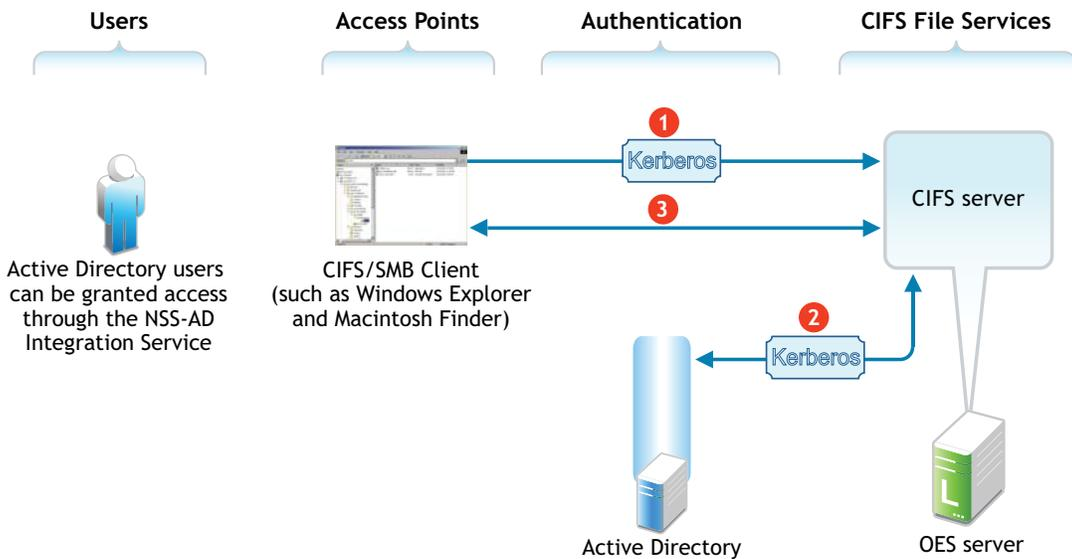 Users
Access Points
Authentication
CIFS File Services
1
Kerberos
3
CIFS server
Active Directory users
can be granted access
through the NSS-AD
Integration Service
CIFS/SMB Client
(such as Windows Explorer
and Macintosh Finder)
2
Kerberos
L
Active Directory
OES server